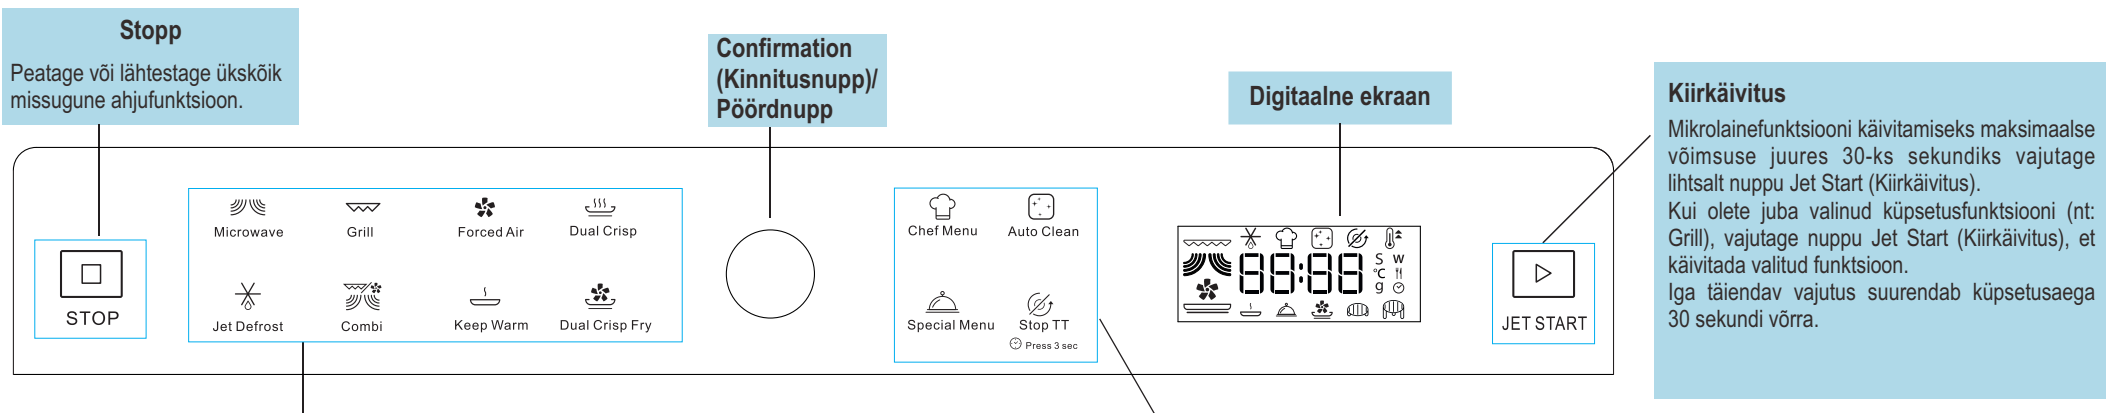 Stopp
Peatage või lähtestage ükskõik
missugune ahjufunktsioon.
Confirmation
(Kinnitusnupp)/
Pöördnupp
Digitaalne ekraan
Kiirkäivitus
Mikrolainefunktsiooni käivitamiseks maksimaalse
võimsuse juures 30-ks sekundiks vajutage
lihtsalt nuppu Jet Start (Kiirkäivitus).
Kui olete juba valinud küpsetusfunktsiooni (nt:
Grill), vajutage nuppu Jet Start (Kiirkäivitus), et
käivitada valitud funktsioon.
Iga täiendav vajutus suurendab küpsetusaega
30 sekundi võrra.
STOP
Microwave Grill Forced Air Dual Crisp
Jet Defrost Combi Keep Warm Dual Crisp Fry
Chef Menu Auto Clean
Special Menu Stop TT
Press 3 sec
88:88
S W
°C
g
JET START